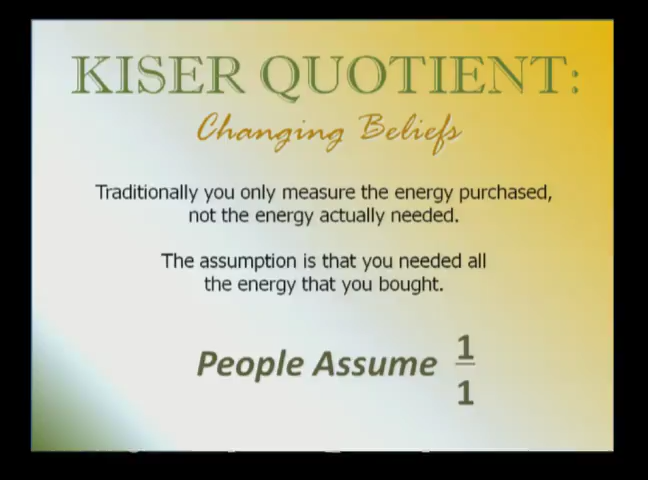 KISER QUOTIENT:
Changing Beliefs
Traditionally you only measure the energy purchased,
not the energy actually needed.
The assumption is that you needed all
the energy that you bought.
People Assume 1
1